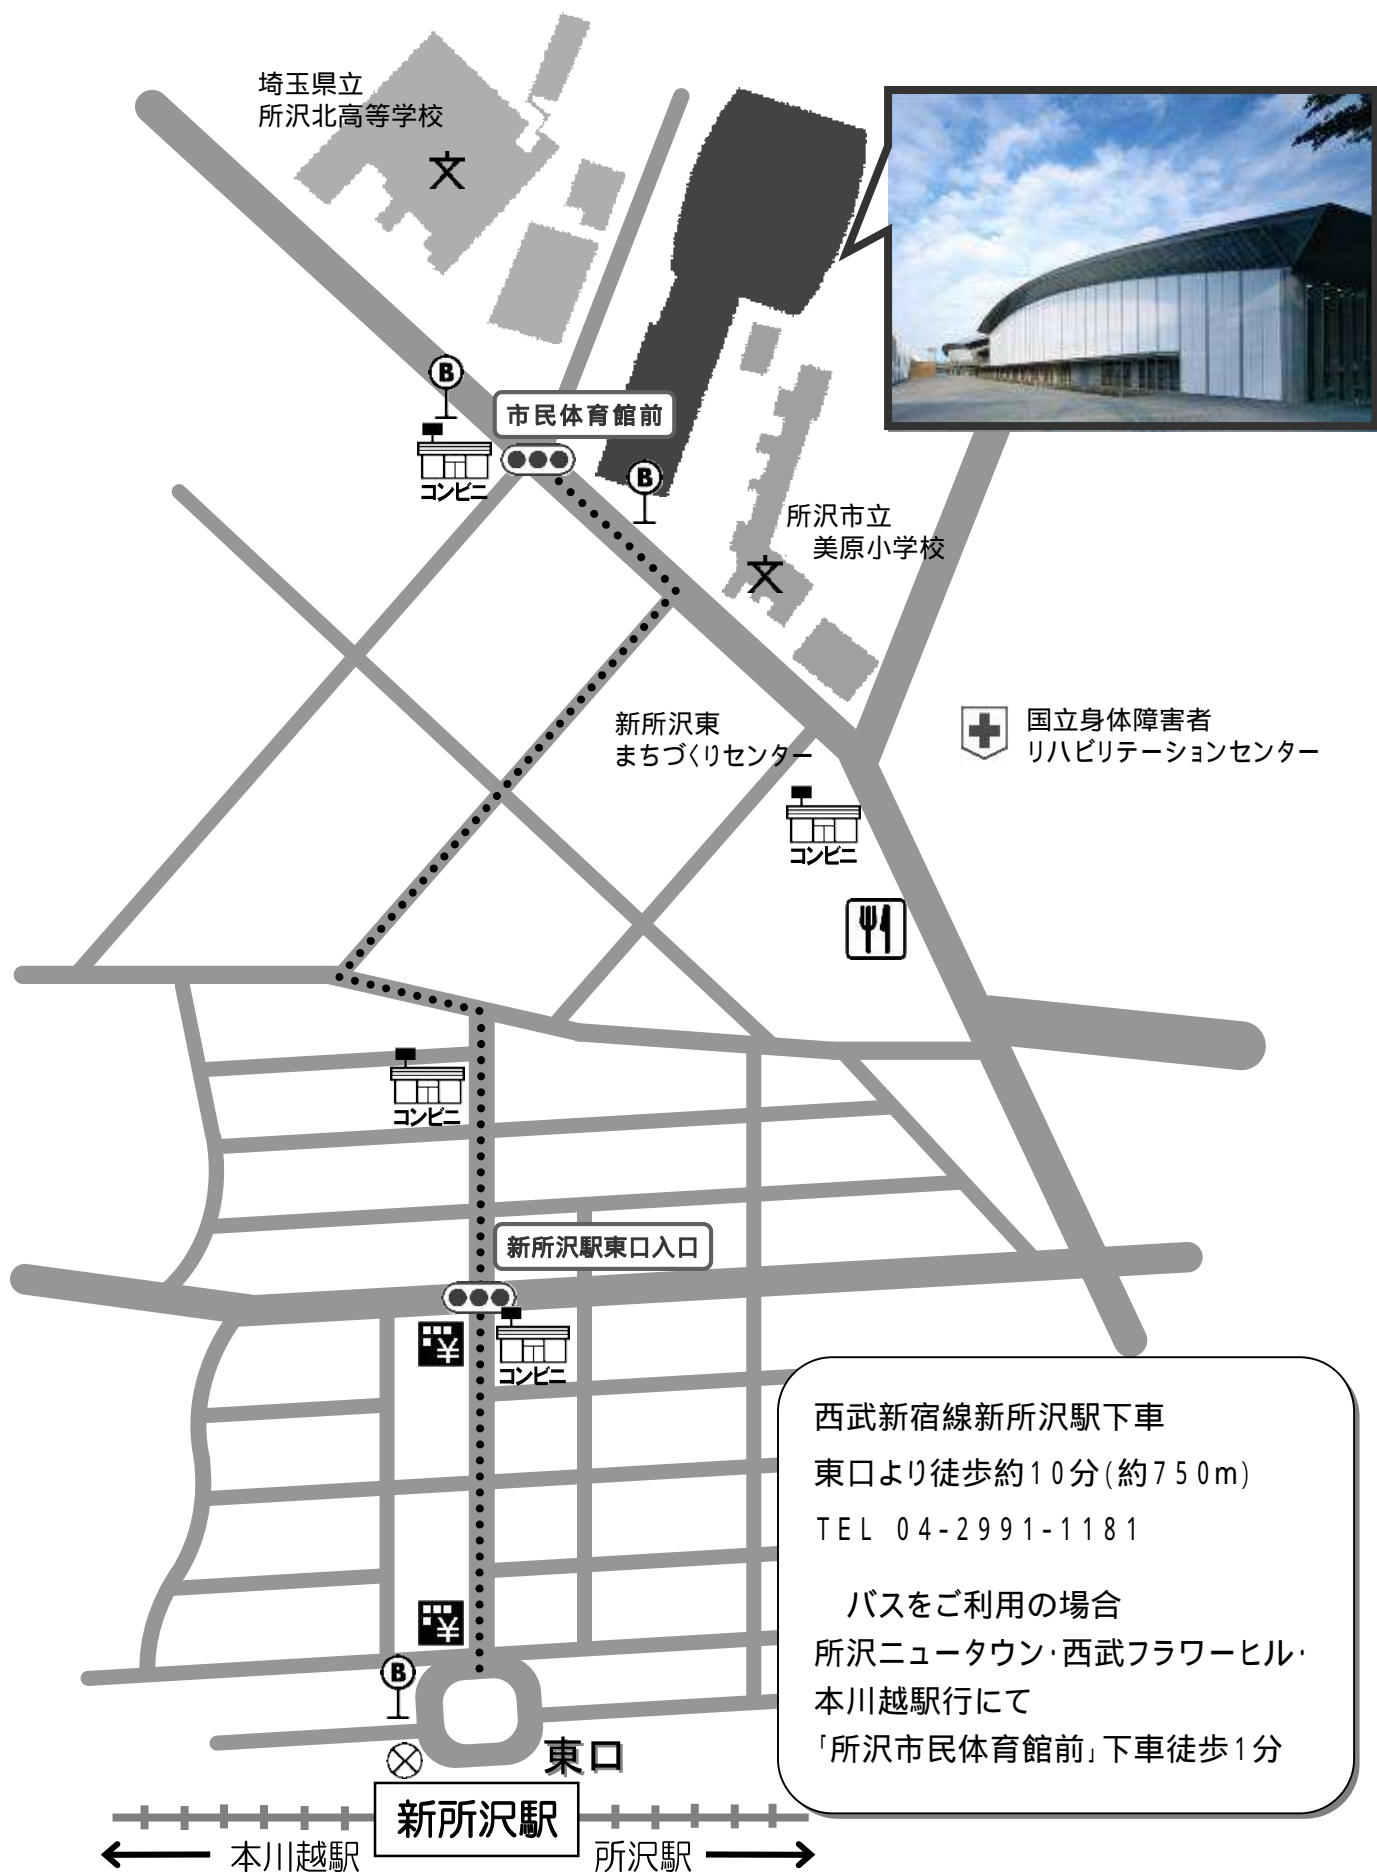 埼玉県立
所沢北高等学校
文
B
市民体育館前
コンビニ
B
所沢市立
美原小学校
文
新所沢東
まちづくりセンター
国立身体障害者
リハビリテーションセンター
コンビニ
コンビニ
新所沢駅東口入口
¥
コンビニ
西武新宿線新所沢駅下車
東口より徒歩約10分(約750m)
TEL 04-2991-1181
バスをご利用の場合
所沢ニュータウン・西武フラワーヒル・
本川越駅行にて
「所沢市民体育館前」下車徒歩1分
¥
B
東口
新所沢駅
本川越駅
所沢駅